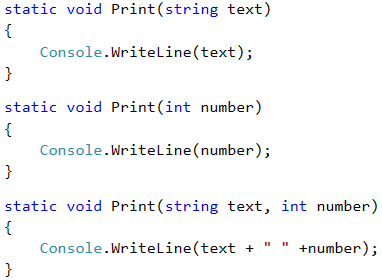 static void Print(string text)
{
    Console.WriteLine(text);
}
static void Print(int number)
{
    Console.WriteLine(number);
}
static void Print(string text, int number)
{
    Console.WriteLine(text + " " +number);
}